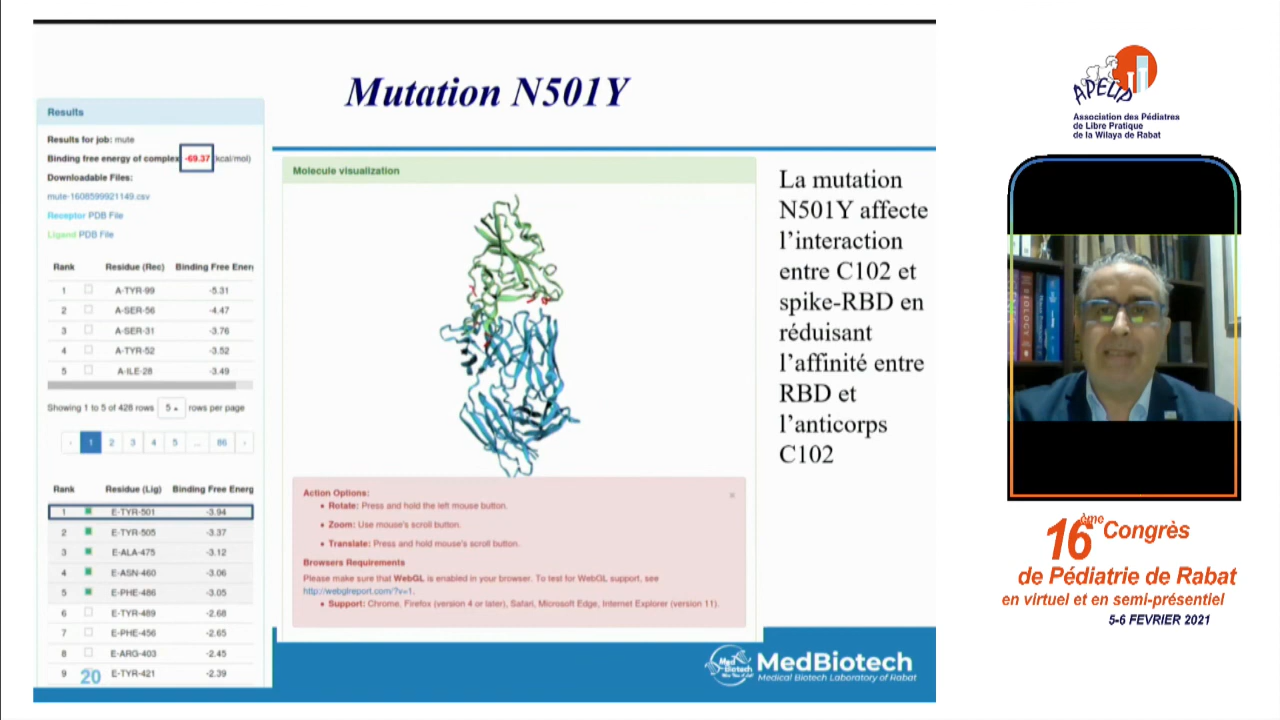 Mutation N501Y
Results
Results for job: mute
Binding free energy of complex -69.37 (kcal/mol)
Downloadable Files:
mute-1608599921149.csv
Receptor PDB File
Ligand PDB File
Rank Residue (Rec) Binding Free Ener
1 A-TYR-99 -5.31
2 A-SER-56 -4.47
3 A-SER-31 -3.76
4 A-TYR-52 -3.52
5 A-ILE-28 -3.49
Showing 1 to 5 of 428 rows 5 rows per page
‹ 1 2 3 4 5 ... 86 ›
Rank Residue (Lig) Binding Free Energ
1 E-TYR-501 -3.94
2 E-TYR-505 -3.37
3 E-ALA-475 -3.12
4 E-ASN-460 -3.06
5 E-PHE-486 -3.05
6 E-TYR-489 -2.68
7 E-PHE-456 -2.65
8 E-ARG-403 -2.45
9 E-TYR-421 -2.39
20
Molecule visualization
Action Options:
• Rotate: Press and hold the left mouse button.
• Zoom: Use mouse's scroll button.
• Translate: Press and hold mouse's scroll button.
Browsers Requirements
Please make sure that WebGL is enabled in your browser. To test for WebGL support, see
http://webglreport.com/?v=1.
• Support: Chrome, Firefox (version 4 or later), Safari, Microsoft Edge, Internet Explorer (version 11).
×
La mutation
N501Y affecte
l'interaction
entre C102 et
spike-RBD en
réduisant
l'affinité entre
RBD et
l'anticorps
C102
MedBiotech
Medical Biotech Laboratory of Rabat
Med
Biotech
APELIP
Association des Pédiatres
de Libre Pratique
de la Wilaya de Rabat
BIOLOGY
16ème Congrès
de Pédiatrie de Rabat
en virtuel et en semi-présentiel
5-6 FEVRIER 2021